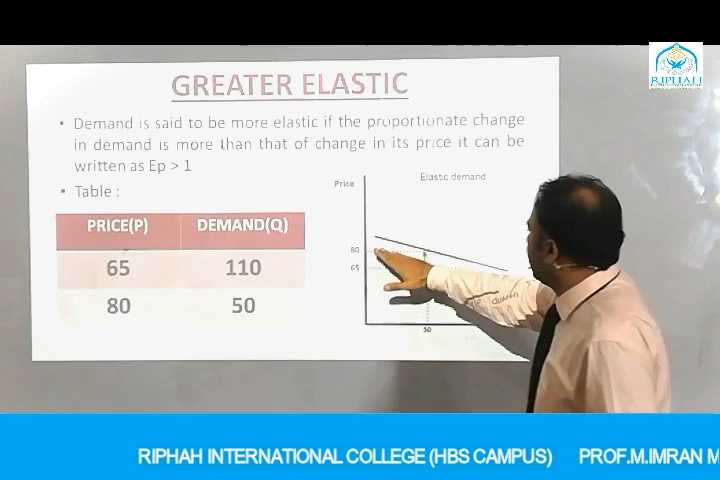 RIPHAH
GREATER ELASTIC
• Demand is said to be more elastic if the proportionate change
in demand is more than that of change in its price it can be
written as Ep > 1
• Table :
PRICE(P) DEMAND(Q)
65 110
80 50
Price
Elastic demand
80
65
50
RIPHAH INTERNATIONAL COLLEGE (HBS CAMPUS) PROF.M.IMRAN M